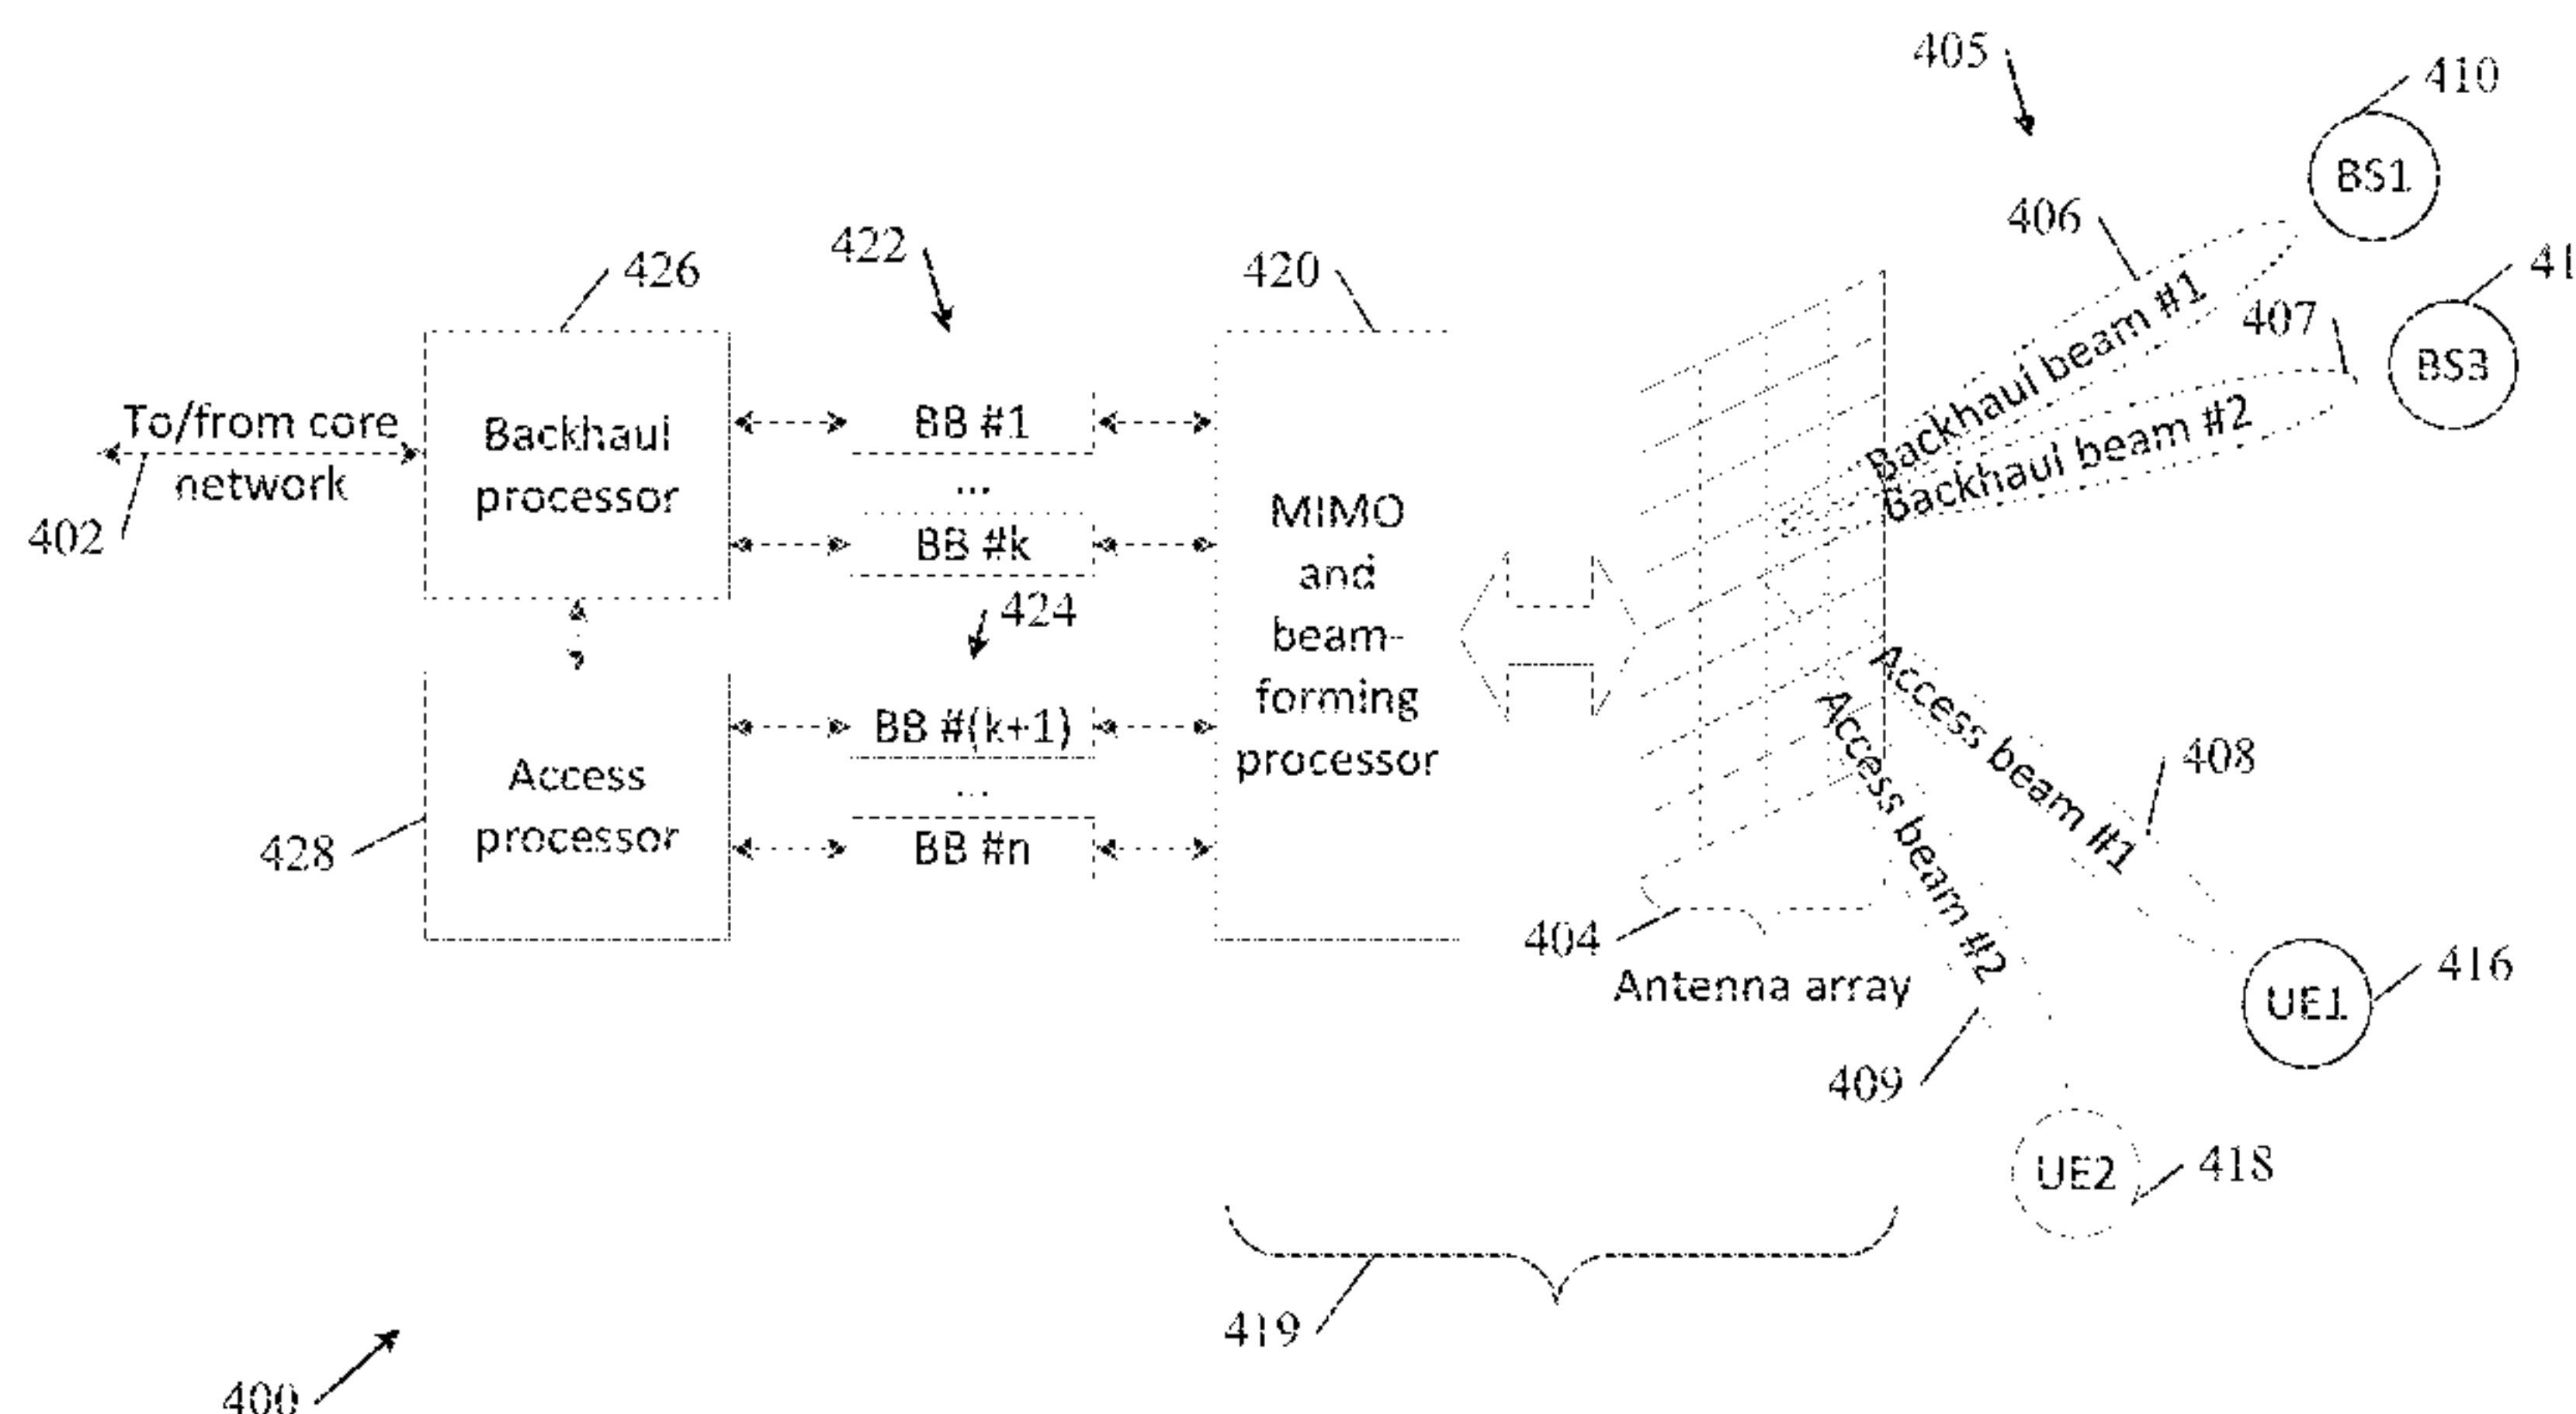 405
410
BS1
406
422
426
420
41
Backhaul beam #1
407
BS3
To/from core
network
Backhaul
processor
BB #1
...
BB #k
Backhaul beam #2
402
MIMO
and
beam-
forming
processor
424
Access beam #1
Access beam #2
BB #(k+1)
...
BB #n
Access
processor
408
428
404
Antenna array
416
UE1
409
UE2
418
419
400